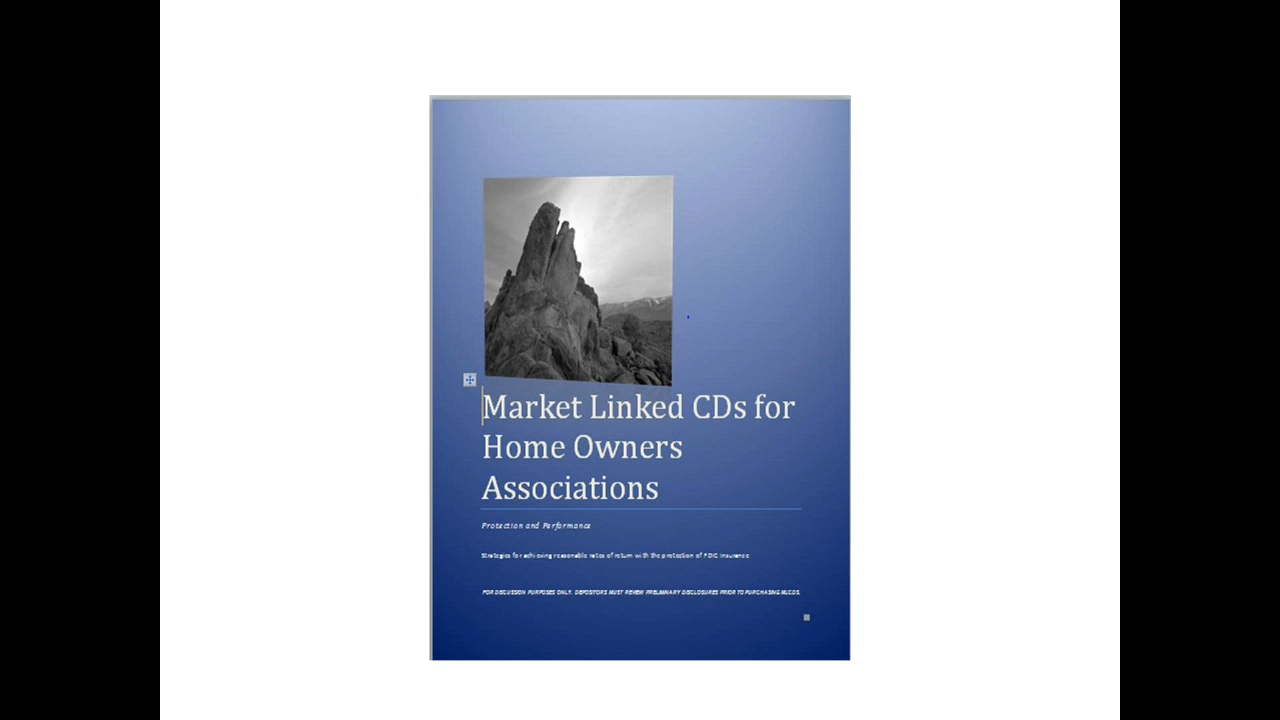 Market Linked CDs for
Home Owners
Associations
Protection and Performance
Strategies for achieving reasonable rates of return with the protection of FDIC insurance
FOR DISCUSSION PURPOSES ONLY. DEPOSITORS MUST REVIEW PRELIMINARY DISCLOSURES PRIOR TO PURCHASING MLCDS.